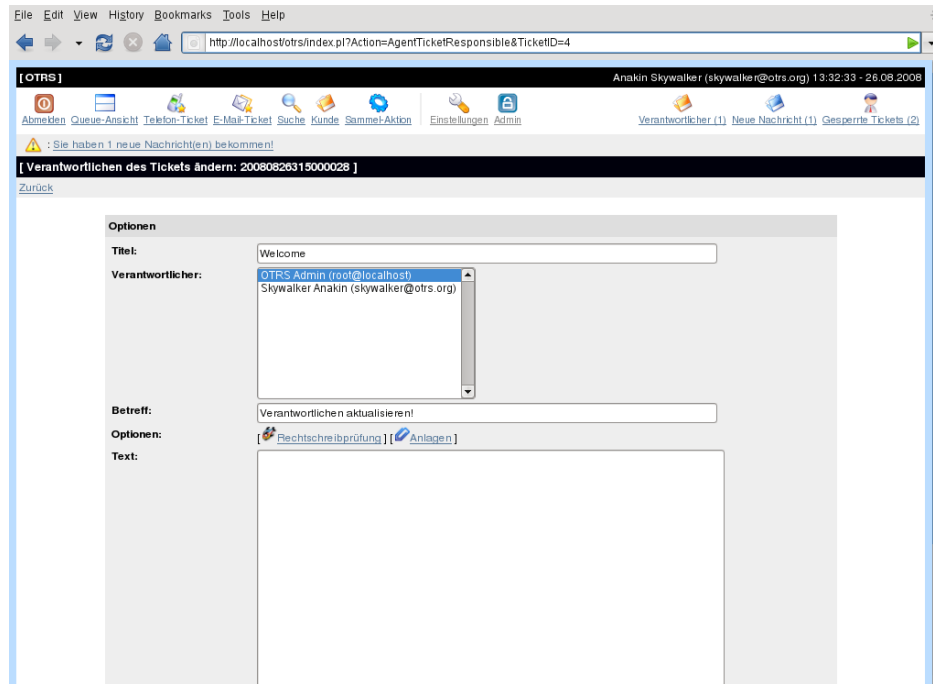 File Edit View History Bookmarks Tools Help
http://localhost/otrs/index.pl?Action=AgentTicketResponsible&TicketID=4
[ OTRS ] Anakin Skywalker (skywalker@otrs.org) 13:32:33 - 26.08.2008
Abmelden Queue-Ansicht Telefon-Ticket E-Mail-Ticket Suche Kunde Sammel-Aktion Einstellungen Admin Verantwortlicher (1) Neue Nachricht (1) Gesperrte Tickets (2)
: Sie haben 1 neue Nachricht(en) bekommen!
[ Verantwortlichen des Tickets ändern: 20080826315000028 ]
Zurück
Optionen
Titel: Welcome
Verantwortlicher: OTRS Admin (root@localhost)
Skywalker Anakin (skywalker@otrs.org)
Betreff: Verantwortlichen aktualisieren!
Optionen: [ Rechtschreibprüfung ] [ Anlagen ]
Text: